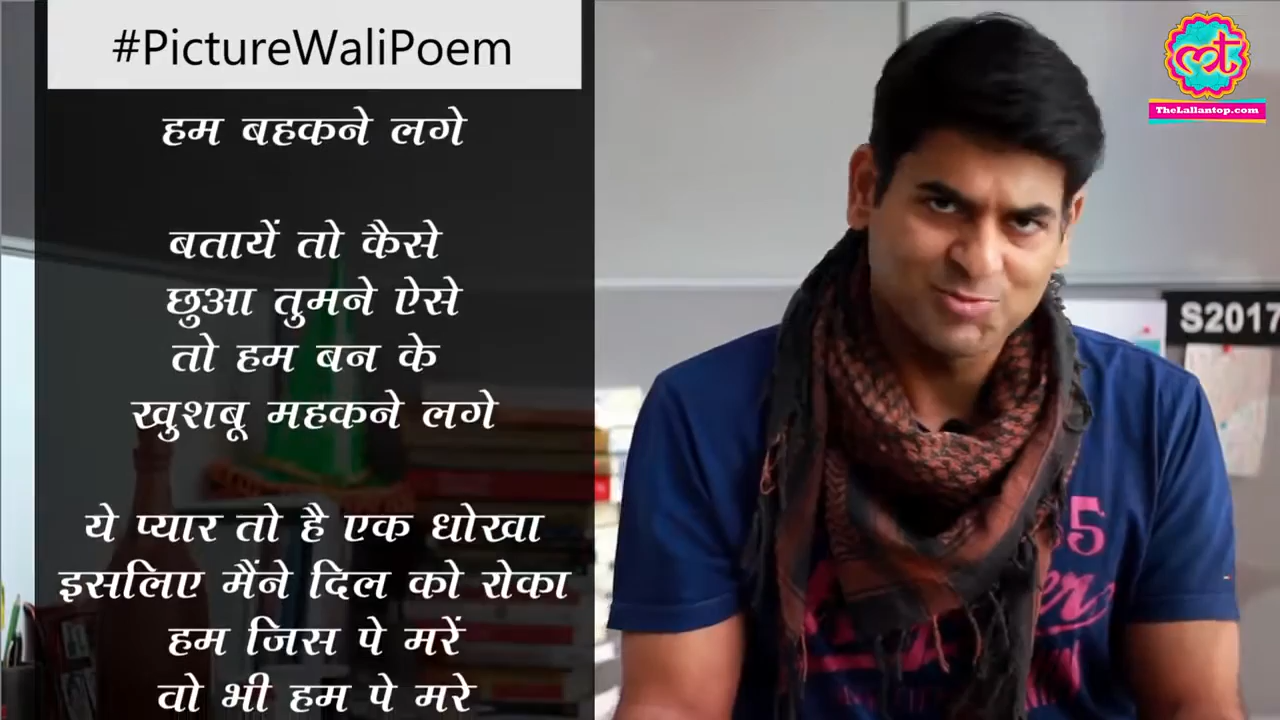 #PictureWaliPoem
हम बहकने लगे
बतायें तो कैसे
छुआ तुमने ऐसे
तो हम बन के
खुशबू महकने लगे
ये प्यार तो है एक धोखा
इसलिए मैंने दिल को रोका
हम जिस पे मरें
वो भी हम पे मरे
TheLallantop.com
S2017